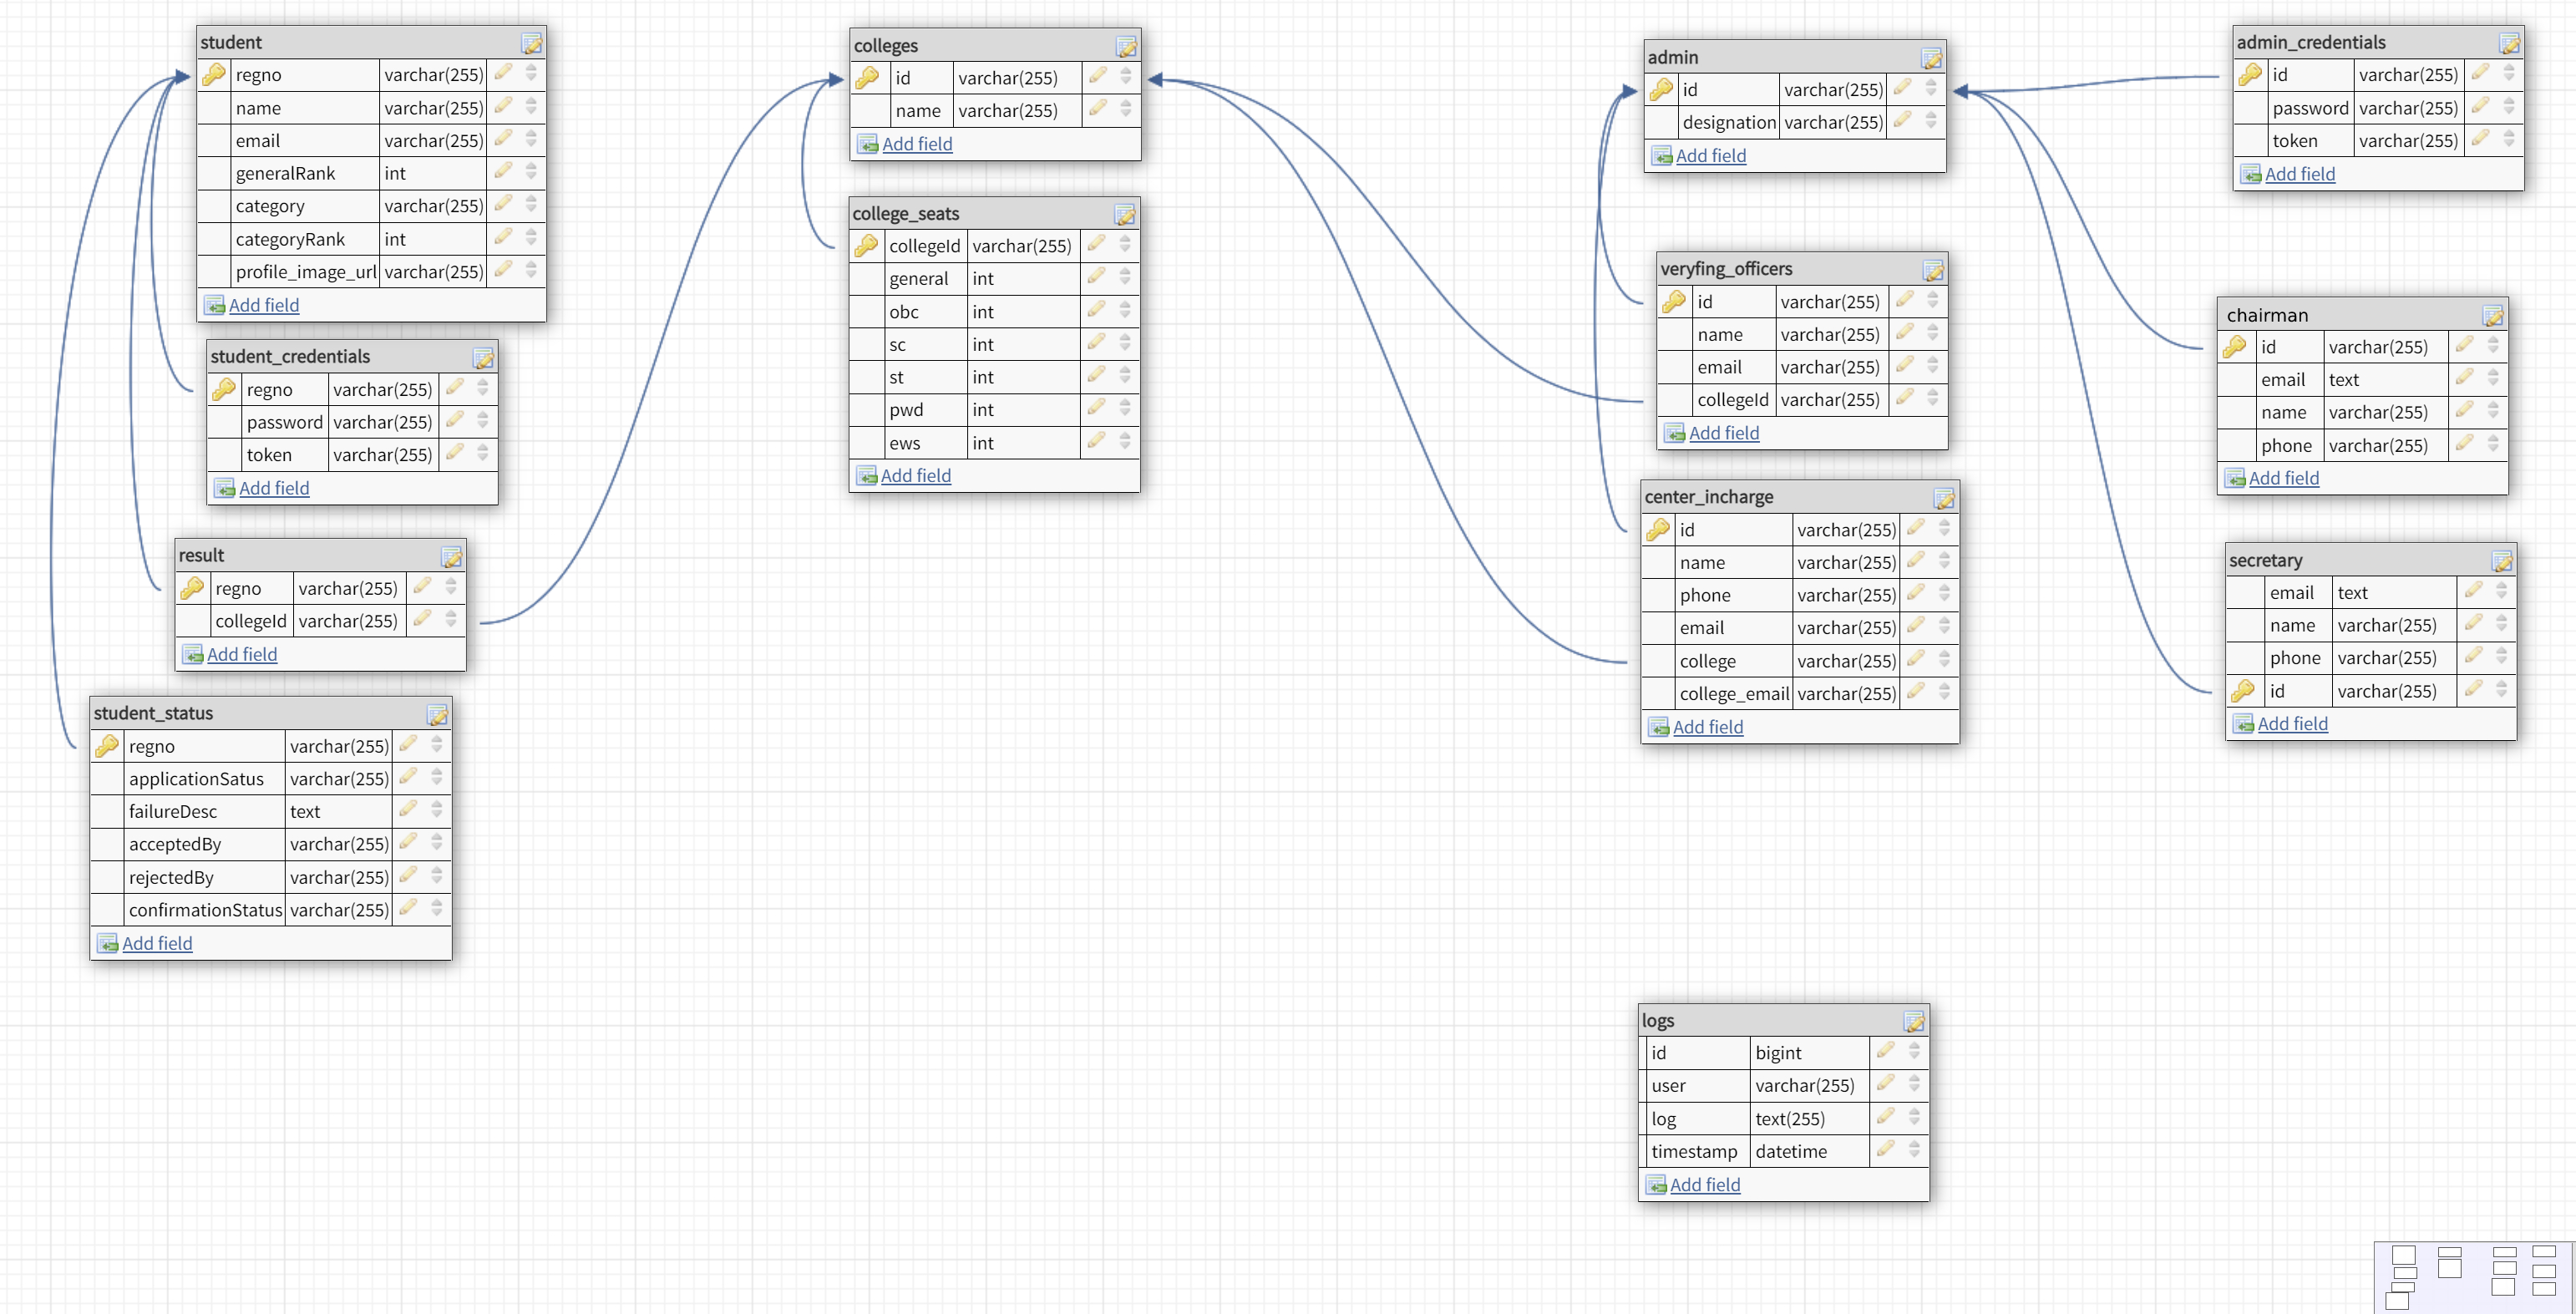 student
regno varchar(255)
name varchar(255)
email varchar(255)
generalRank int
category varchar(255)
categoryRank int
profile_image_url varchar(255)
Add field
student_credentials
regno varchar(255)
password varchar(255)
token varchar(255)
Add field
result
regno varchar(255)
collegeId varchar(255)
Add field
student_status
regno varchar(255)
applicationSatus varchar(255)
failureDesc text
acceptedBy varchar(255)
rejectedBy varchar(255)
confirmationStatus varchar(255)
Add field
colleges
id varchar(255)
name varchar(255)
Add field
college_seats
collegeId varchar(255)
general int
obc int
sc int
st int
pwd int
ews int
Add field
admin
id varchar(255)
designation varchar(255)
Add field
veryfing_officers
id varchar(255)
name varchar(255)
email varchar(255)
collegeId varchar(255)
Add field
center_incharge
id varchar(255)
name varchar(255)
phone varchar(255)
email varchar(255)
college varchar(255)
college_email varchar(255)
Add field
logs
id bigint
user varchar(255)
log text(255)
timestamp datetime
Add field
admin_credentials
id varchar(255)
password varchar(255)
token varchar(255)
Add field
chairman
id varchar(255)
email text
name varchar(255)
phone varchar(255)
Add field
secretary
email text
name varchar(255)
phone varchar(255)
id varchar(255)
Add field